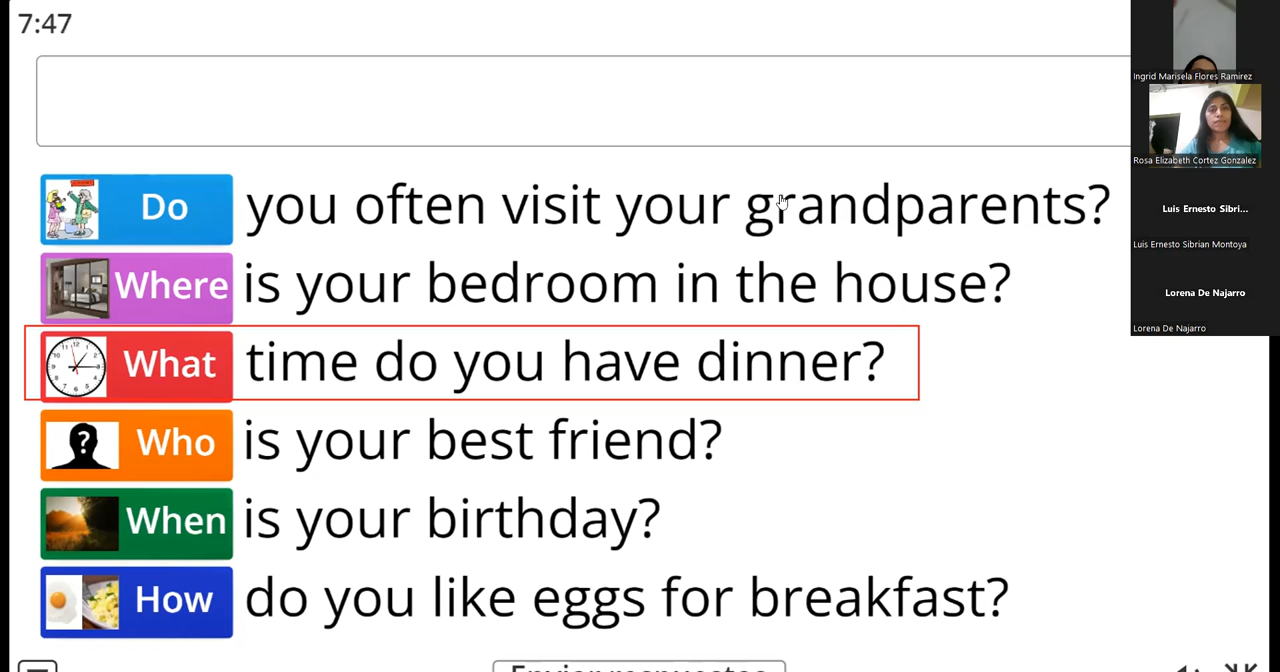 7:47
Ingrid Marisela Flores Ramirez
Rosa Elizabeth Cortez Gonzalez
Do you often visit your grandparents?
Luis Ernesto Sibri...
Luis Ernesto Sibrian Montoya
Where is your bedroom in the house?
Lorena De Najarro
Lorena De Najarro
What time do you have dinner?
Who is your best friend?
When is your birthday?
How do you like eggs for breakfast?
Enviar respuestas